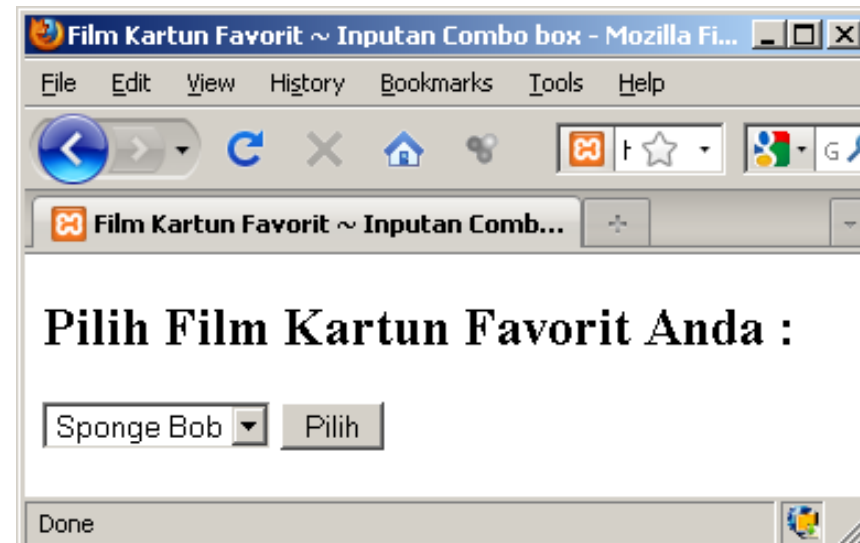 Film Kartun Favorit ~ Inputan Combo box - Mozilla Fi...
File Edit View History Bookmarks Tools Help
G
Film Kartun Favorit ~ Inputan Comb...
Pilih Film Kartun Favorit Anda :
Sponge Bob Pilih
Done